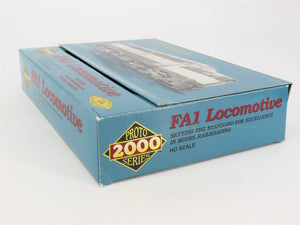 FA1 Locomotive
PROTO
2000
SERIES
FA1 Locomotive
SETTING THE STANDARD FOR EXCELLENCE
IN MODEL RAILROADING
HO SCALE